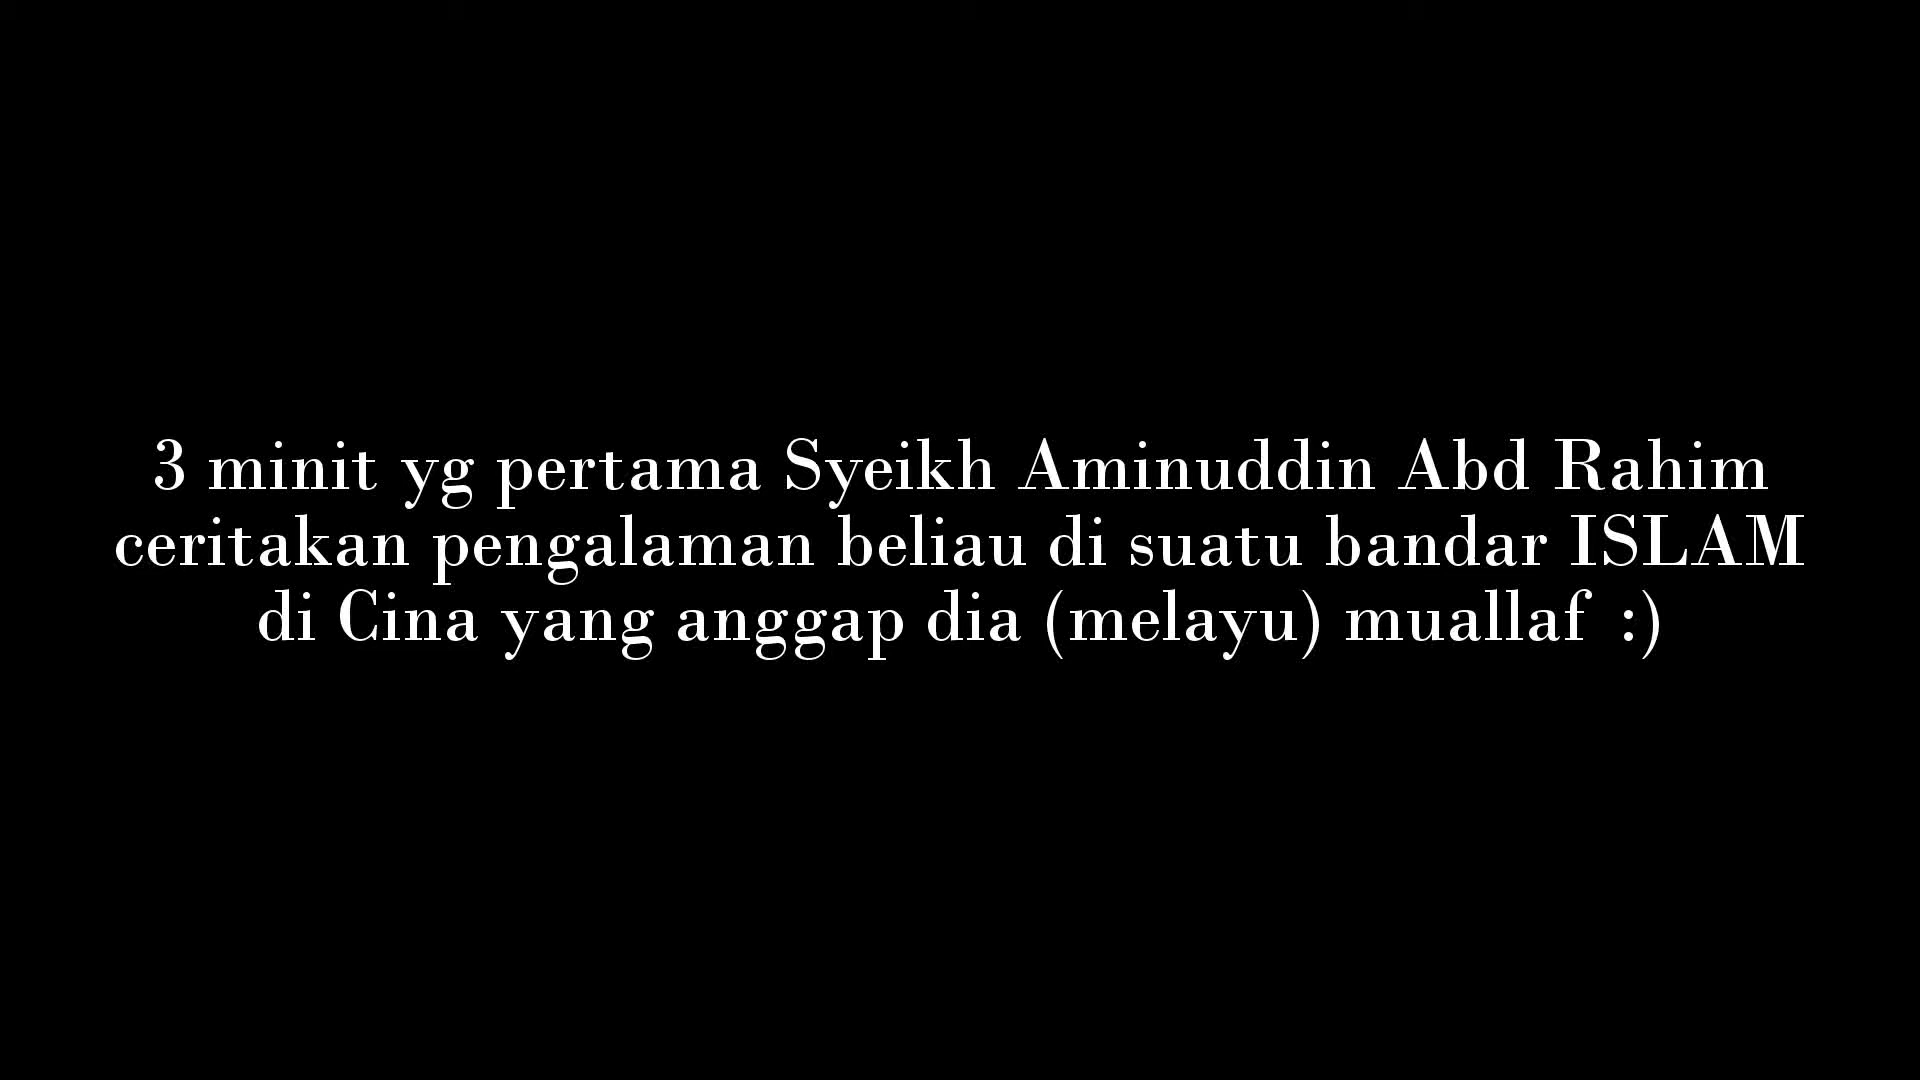 3 minit yg pertama Syeikh Aminuddin Abd Rahim
ceritakan pengalaman beliau di suatu bandar ISLAM
di Cina yang anggap dia (melayu) muallaf :)